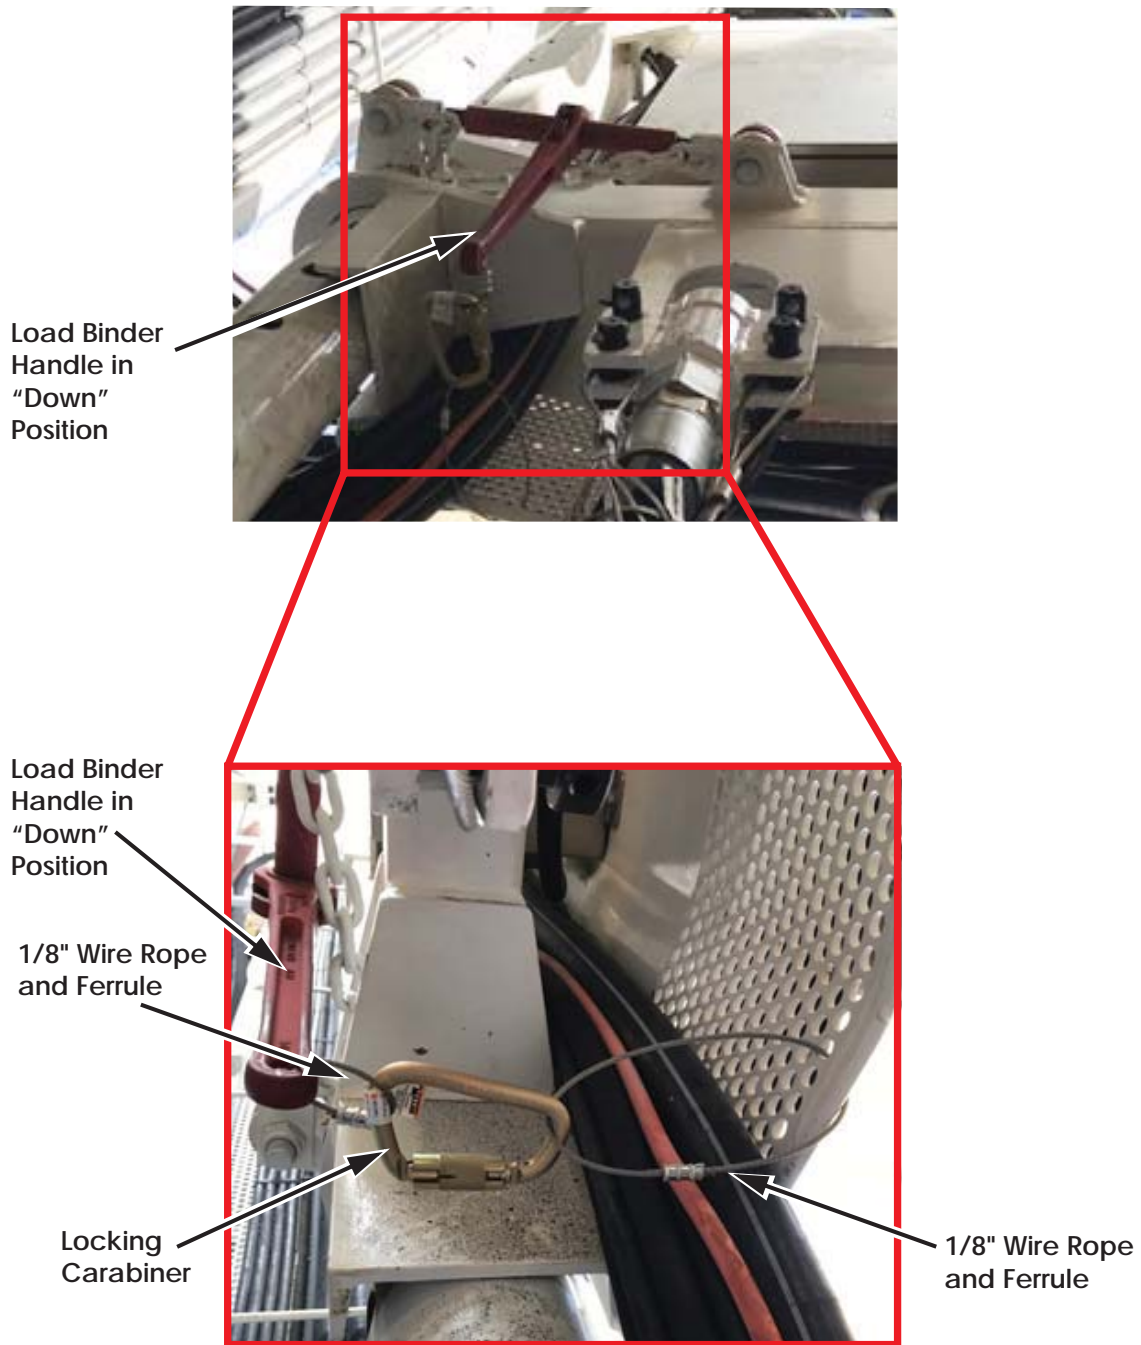 Load Binder
Handle in
“Down”
Position
Load Binder
Handle in
“Down”
Position
1/8" Wire Rope
and Ferrule
Locking
Carabiner
1/8" Wire Rope
and Ferrule